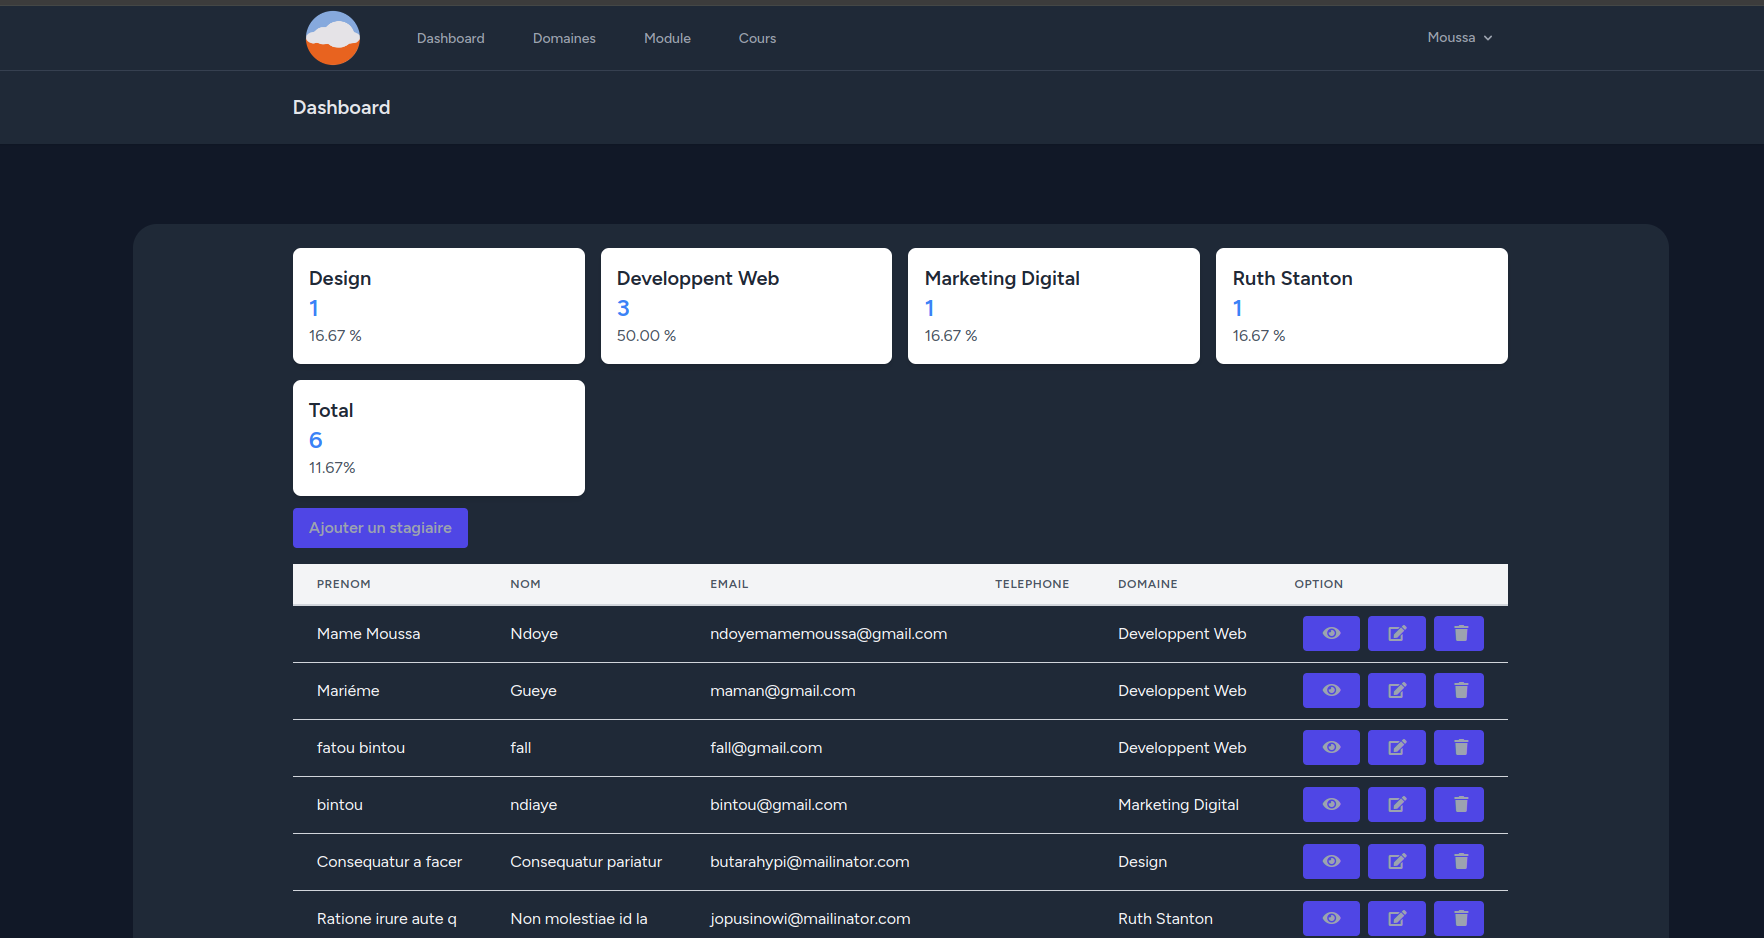 Dashboard Domaines Module Cours Moussa
Dashboard
Design Developpent Web Marketing Digital Ruth Stanton
1 3 1 1
16.67 % 50.00 % 16.67 % 16.67 %
Total
6
11.67%
Ajouter un stagiaire
PRENOM NOM EMAIL TELEPHONE DOMAINE OPTION
Mame Moussa Ndoye ndoyemamemoussa@gmail.com Developpent Web
Mariéme Gueye maman@gmail.com Developpent Web
fatou bintou fall fall@gmail.com Developpent Web
bintou ndiaye bintou@gmail.com Marketing Digital
Consequatur a facer Consequatur pariatur butarahypi@mailinator.com Design
Ratione irure aute q Non molestiae id la jopusinowi@mailinator.com Ruth Stanton